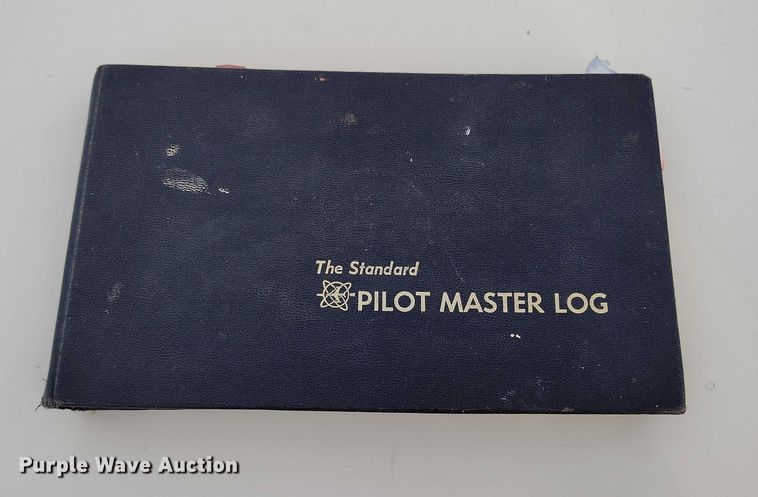 The Standard
PILOT MASTER LOG
Purple Wave Auction